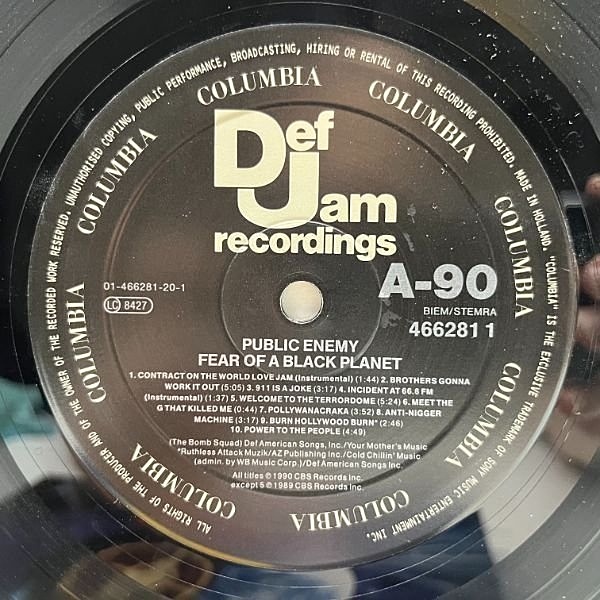 ALL RIGHTS OF THE PRODUCER AND OF THE OWNER OF THE RECORDED WORK RESERVED. UNAUTHORISED COPYING, PUBLIC PERFORMANCE, BROADCASTING, HIRING OR RENTAL OF THIS RECORDING PROHIBITED. MADE IN HOLLAND. "COLUMBIA" IS THE EXCLUSIVE TRADEMARK OF SONY MUSIC ENTERTAINMENT INC.
COLUMBIA
COLUMBIA
COLUMBIA
COLUMBIA
COLUMBIA
COLUMBIA
COLUMBIA
COLUMBIA
COLUMBIA
COLUMBIA
Def
Jam
recordings
A-90
01-466281-20-1
LC 8427
BIEM/STEMRA
466281 1
PUBLIC ENEMY
FEAR OF A BLACK PLANET
1. CONTRACT ON THE WORLD LOVE JAM (Instrumental) (1:44) 2. BROTHERS GONNA
WORK IT OUT (5:05) 3. 911 IS A JOKE (3:17) 4. INCIDENT AT 66.6 FM
(Instrumental) (1:37) 5. WELCOME TO THE TERRORDOME (5:24) 6. MEET THE
G THAT KILLED ME (0:44) 7. POLLYWANACRAKA (3:52) 8. ANTI-NIGGER
MACHINE (3:17) 9. BURN HOLLYWOOD BURN* (2:46)
10. POWER TO THE PEOPLE (4:49)
(The Bomb Squad) Def American Songs, Inc./Your Mother's Music
*Ruthless Attack Muzik/AZ Publishing Inc./Cold Chillin' Music
(admin. by WB Music Corp.)/Def American Songs Inc.
All titles ℗ 1990 CBS Records Inc.
except 5 ℗ 1989 CBS Records Inc.